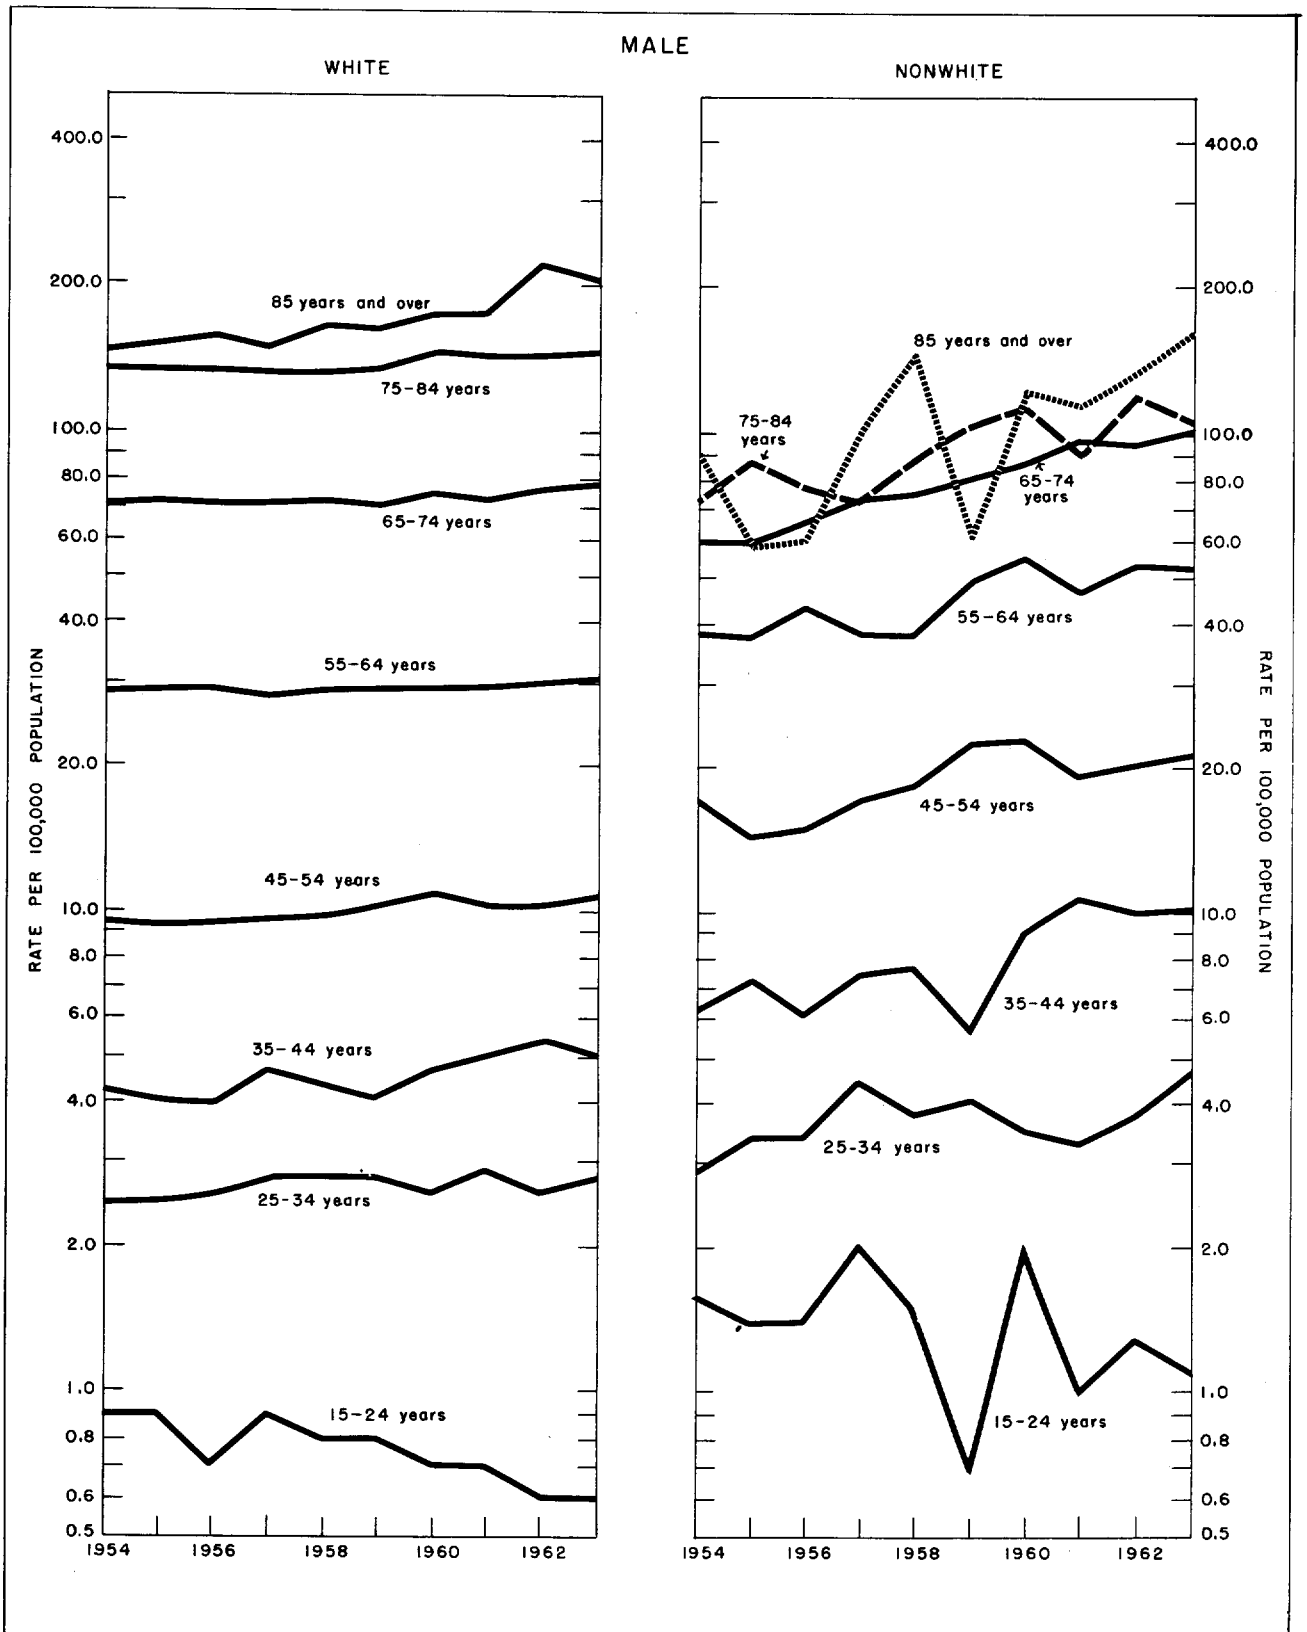 MALE
WHITE
NONWHITE
400.0
200.0
100.0
80.0
60.0
40.0
20.0
10.0
8.0
6.0
4.0
2.0
1.0
0.8
0.6
0.5
RATE PER 100,000 POPULATION
85 years and over
75-84 years
65-74 years
55-64 years
45-54 years
35-44 years
25-34 years
15-24 years
1954
1956
1958
1960
1962
85 years and over
75-84
years
65-74
years
55-64 years
45-54 years
35-44 years
25-34 years
15-24 years
400.0
200.0
100.0
80.0
60.0
40.0
20.0
10.0
8.0
6.0
4.0
2.0
1.0
0.8
0.6
0.5
RATE PER 100,000 POPULATION
1954
1956
1958
1960
1962